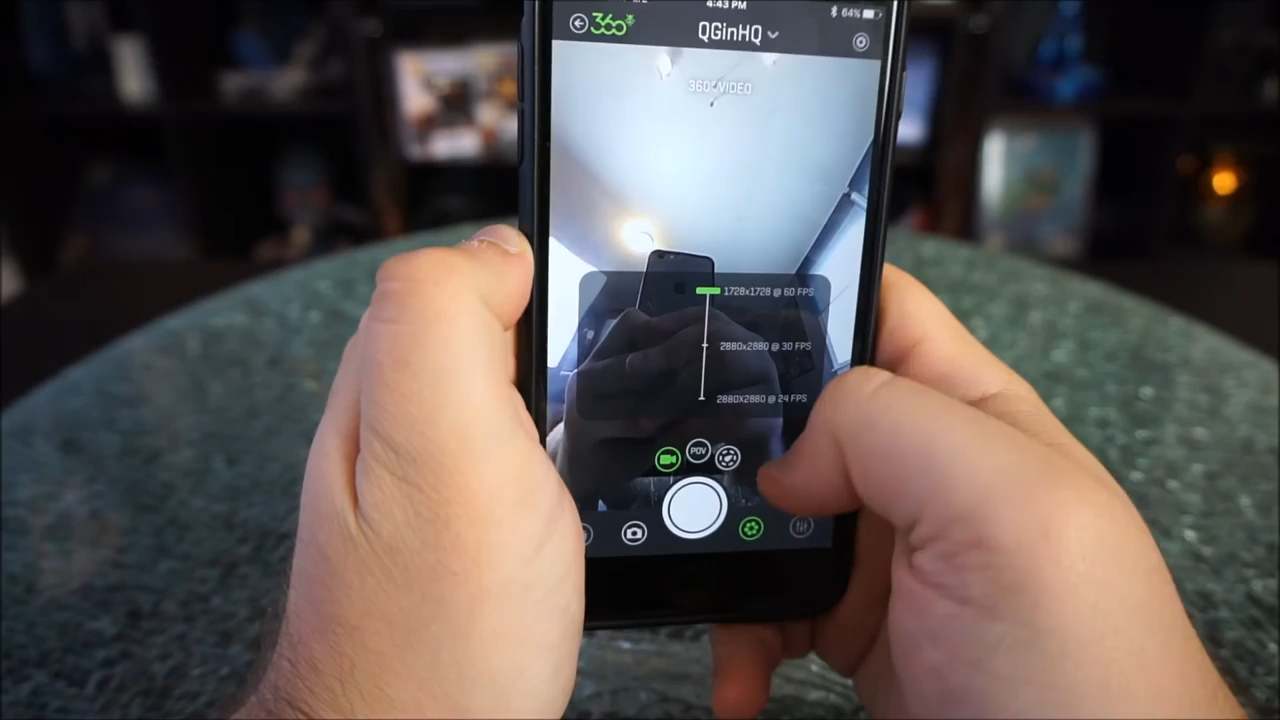 4:43 PM
64%
360
QGinHQ
360° VIDEO
1728x1728 @ 60 FPS
2880x2880 @ 30 FPS
2880X2880 @ 24 FPS
POV